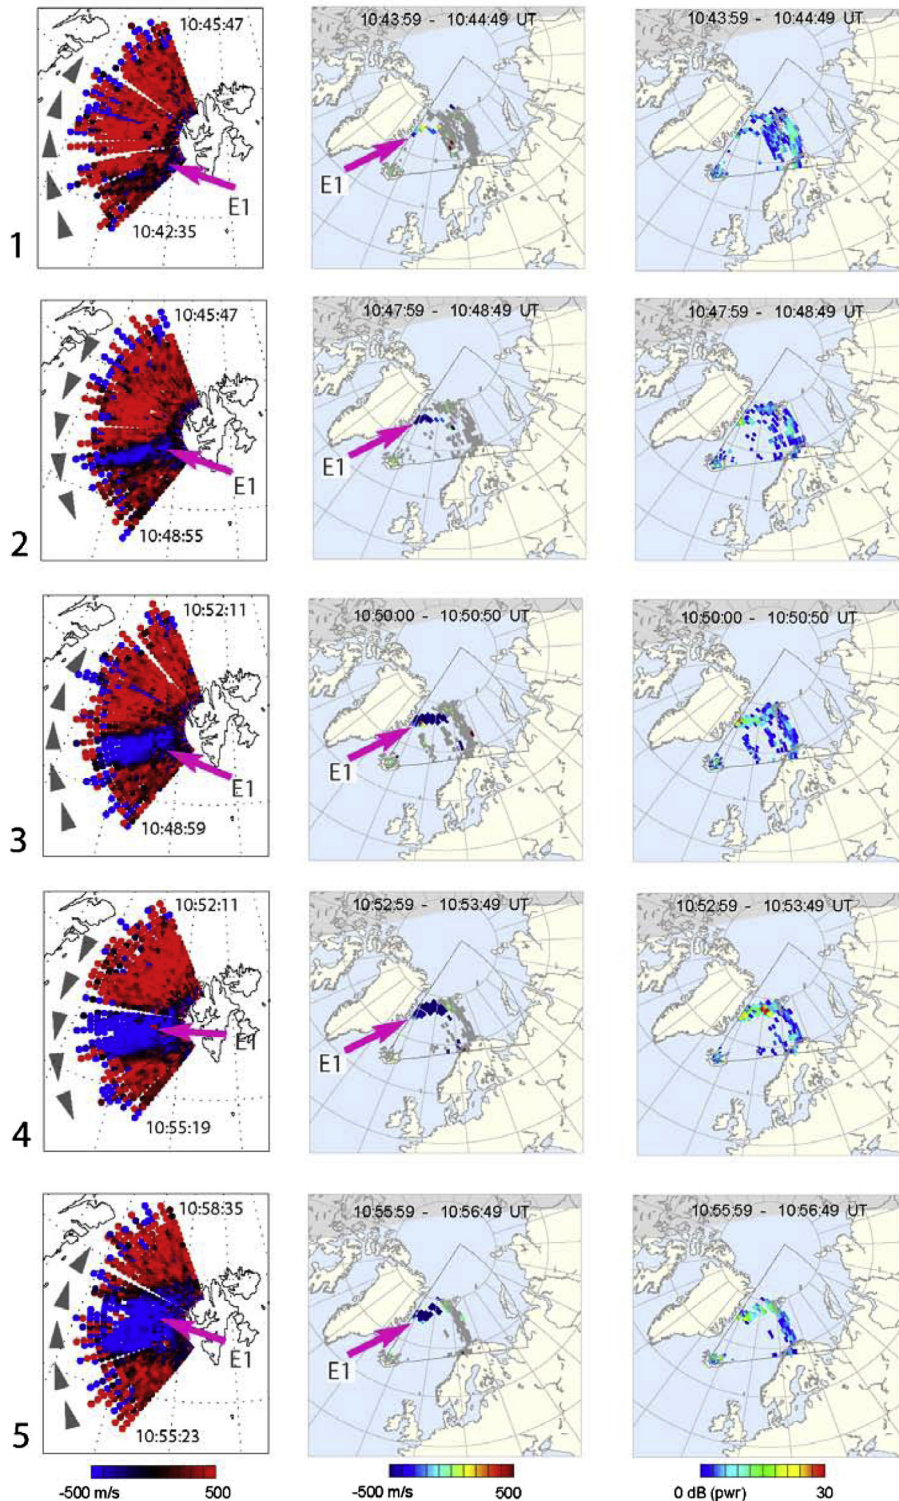 10:45:47
10:43:59 - 10:44:49 UT
10:43:59 - 10:44:49 UT
E1
E1
10:42:35
1
10:45:47
10:47:59 - 10:48:49 UT
10:47:59 - 10:48:49 UT
E1
E1
10:48:55
2
10:52:11
10:50:00 - 10:50:50 UT
10:50:00 - 10:50:50 UT
E1
E1
10:48:59
3
10:52:11
10:52:59 - 10:53:49 UT
10:52:59 - 10:53:49 UT
E1
E1
10:55:19
4
10:58:35
10:55:59 - 10:56:49 UT
10:55:59 - 10:56:49 UT
E1
E1
10:55:23
5
-500 m/s 500
-500 m/s 500
0 dB (pwr) 30